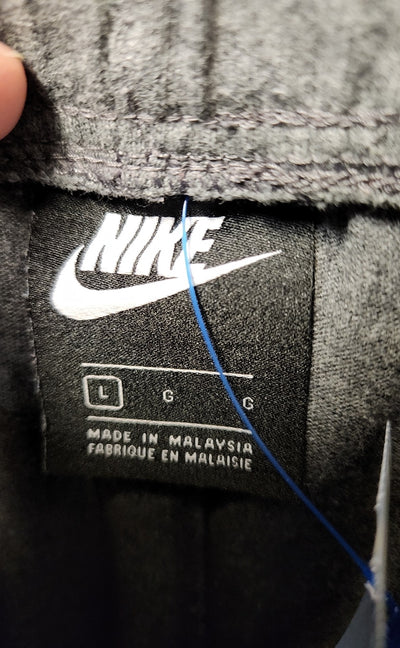 NIKE
L G G
MADE IN MALAYSIA
FABRIQUE EN MALAISIE